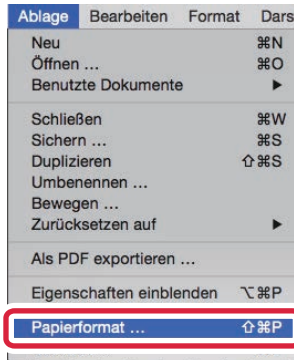 Ablage Bearbeiten Format Dars
Neu ⌘N
Öffnen ... ⌘O
Benutzte Dokumente ▶
Schließen ⌘W
Sichern ... ⌘S
Duplizieren ⇧⌘S
Umbenennen ...
Bewegen ...
Zurücksetzen auf ▶
Als PDF exportieren ...
Eigenschaften einblenden ⌥⌘P
Papierformat ... ⇧⌘P